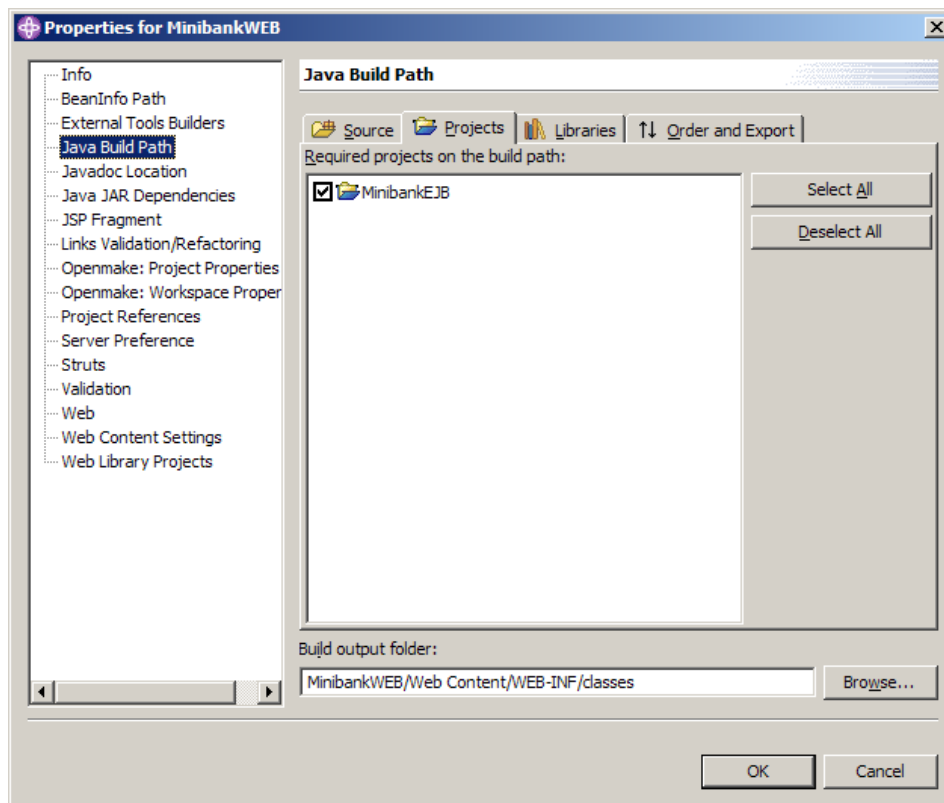 Properties for MinibankWEB
Info
BeanInfo Path
External Tools Builders
Java Build Path
Javadoc Location
Java JAR Dependencies
JSP Fragment
Links Validation/Refactoring
Openmake: Project Properties
Openmake: Workspace Proper
Project References
Server Preference
Struts
Validation
Web
Web Content Settings
Web Library Projects
Java Build Path
Source Projects Libraries Order and Export
Required projects on the build path:
MinibankEJB
Select All
Deselect All
Build output folder:
MinibankWEB/Web Content/WEB-INF/classes
Browse...
OK Cancel